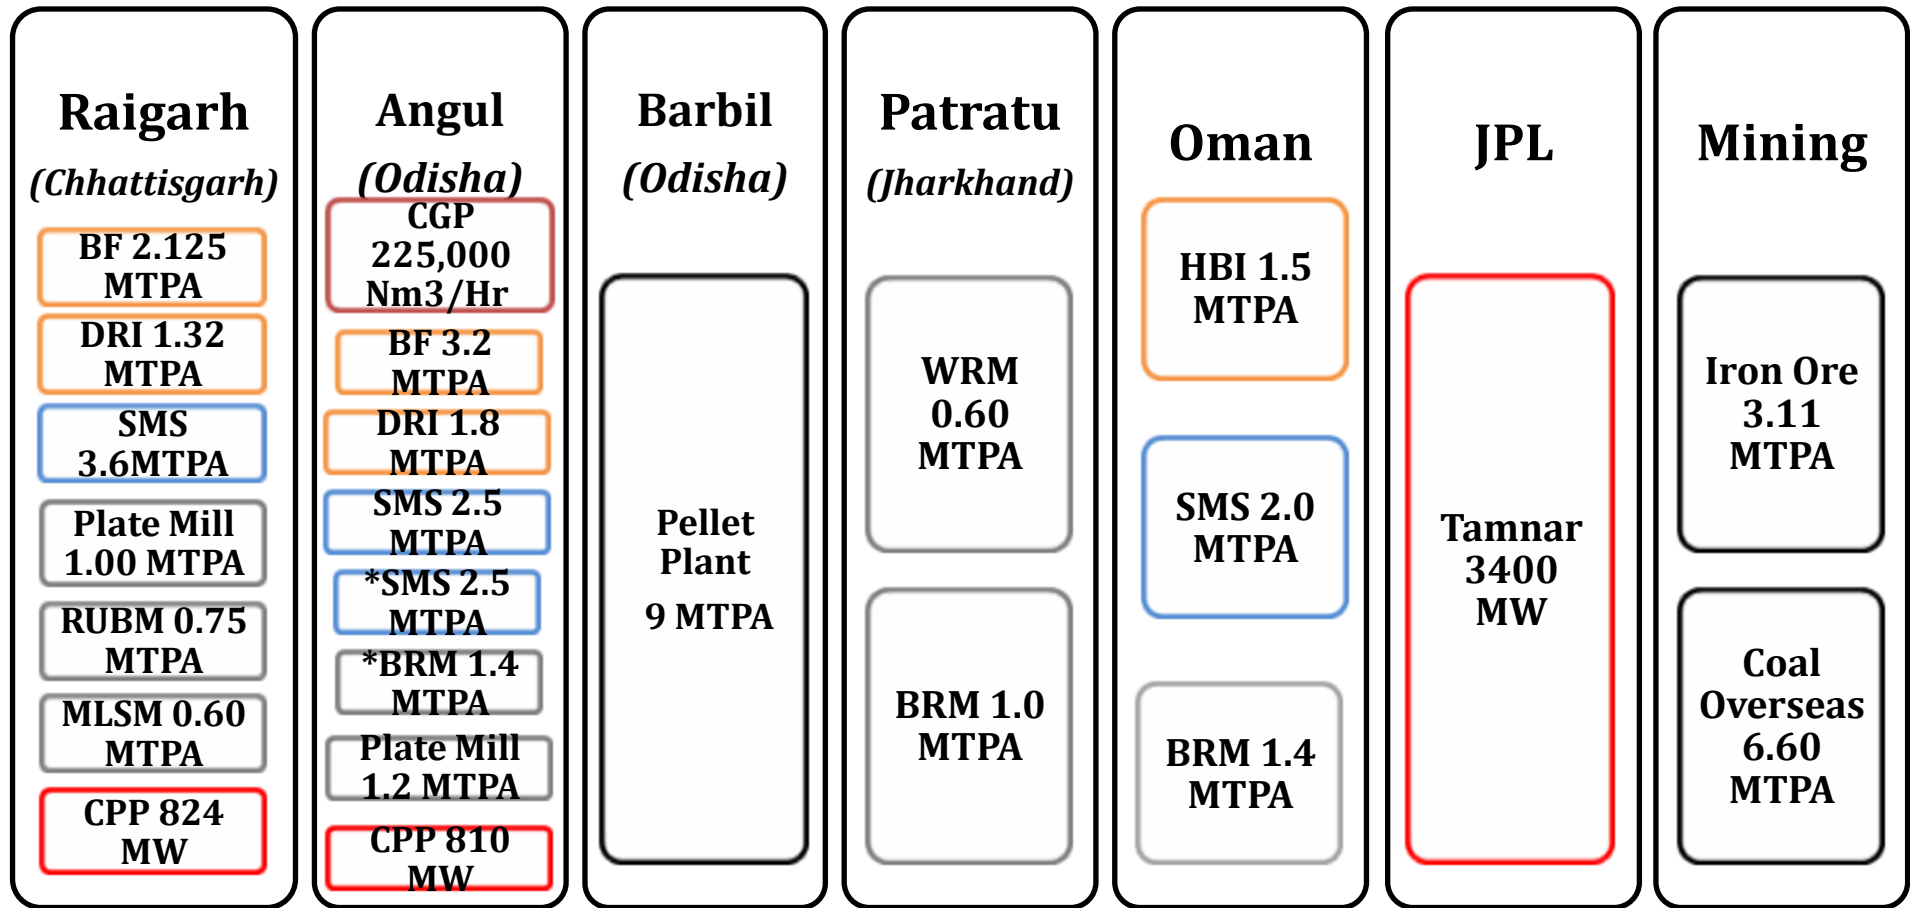 Raigarh
(Chhattisgarh)
BF 2.125
MTPA
DRI 1.32
MTPA
SMS
3.6MTPA
Plate Mill
1.00 MTPA
RUBM 0.75
MTPA
MLSM 0.60
MTPA
CPP 824
MW
Angul
(Odisha)
CGP
225,000
Nm3/Hr
BF 3.2
MTPA
DRI 1.8
MTPA
SMS 2.5
MTPA
*SMS 2.5
MTPA
*BRM 1.4
MTPA
Plate Mill
1.2 MTPA
CPP 810
MW
Barbil
(Odisha)
Pellet
Plant
9 MTPA
Patratu
(Jharkhand)
WRM
0.60
MTPA
BRM 1.0
MTPA
Oman
HBI 1.5
MTPA
SMS 2.0
MTPA
BRM 1.4
MTPA
JPL
Tamnar
3400
MW
Mining
Iron Ore
3.11
MTPA
Coal
Overseas
6.60
MTPA